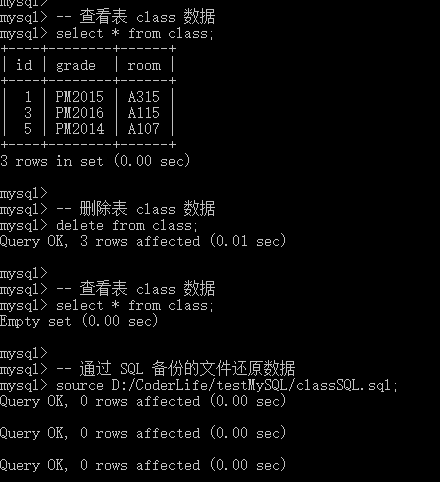 mysql>
mysql> -- 查看表 class 数据
mysql> select * from class;
+----+--------+------+
| id | grade  | room |
+----+--------+------+
|  1 | PM2015 | A315 |
|  3 | PM2016 | A115 |
|  5 | PM2014 | A107 |
+----+--------+------+
3 rows in set (0.00 sec)
mysql>
mysql> -- 删除表 class 数据
mysql> delete from class;
Query OK, 3 rows affected (0.01 sec)
mysql>
mysql> -- 查看表 class 数据
mysql> select * from class;
Empty set (0.00 sec)
mysql>
mysql> -- 通过 SQL 备份的文件还原数据
mysql> source D:/CoderLife/testMySQL/classSQL.sql;
Query OK, 0 rows affected (0.00 sec)
Query OK, 0 rows affected (0.00 sec)
Query OK, 0 rows affected (0.00 sec)